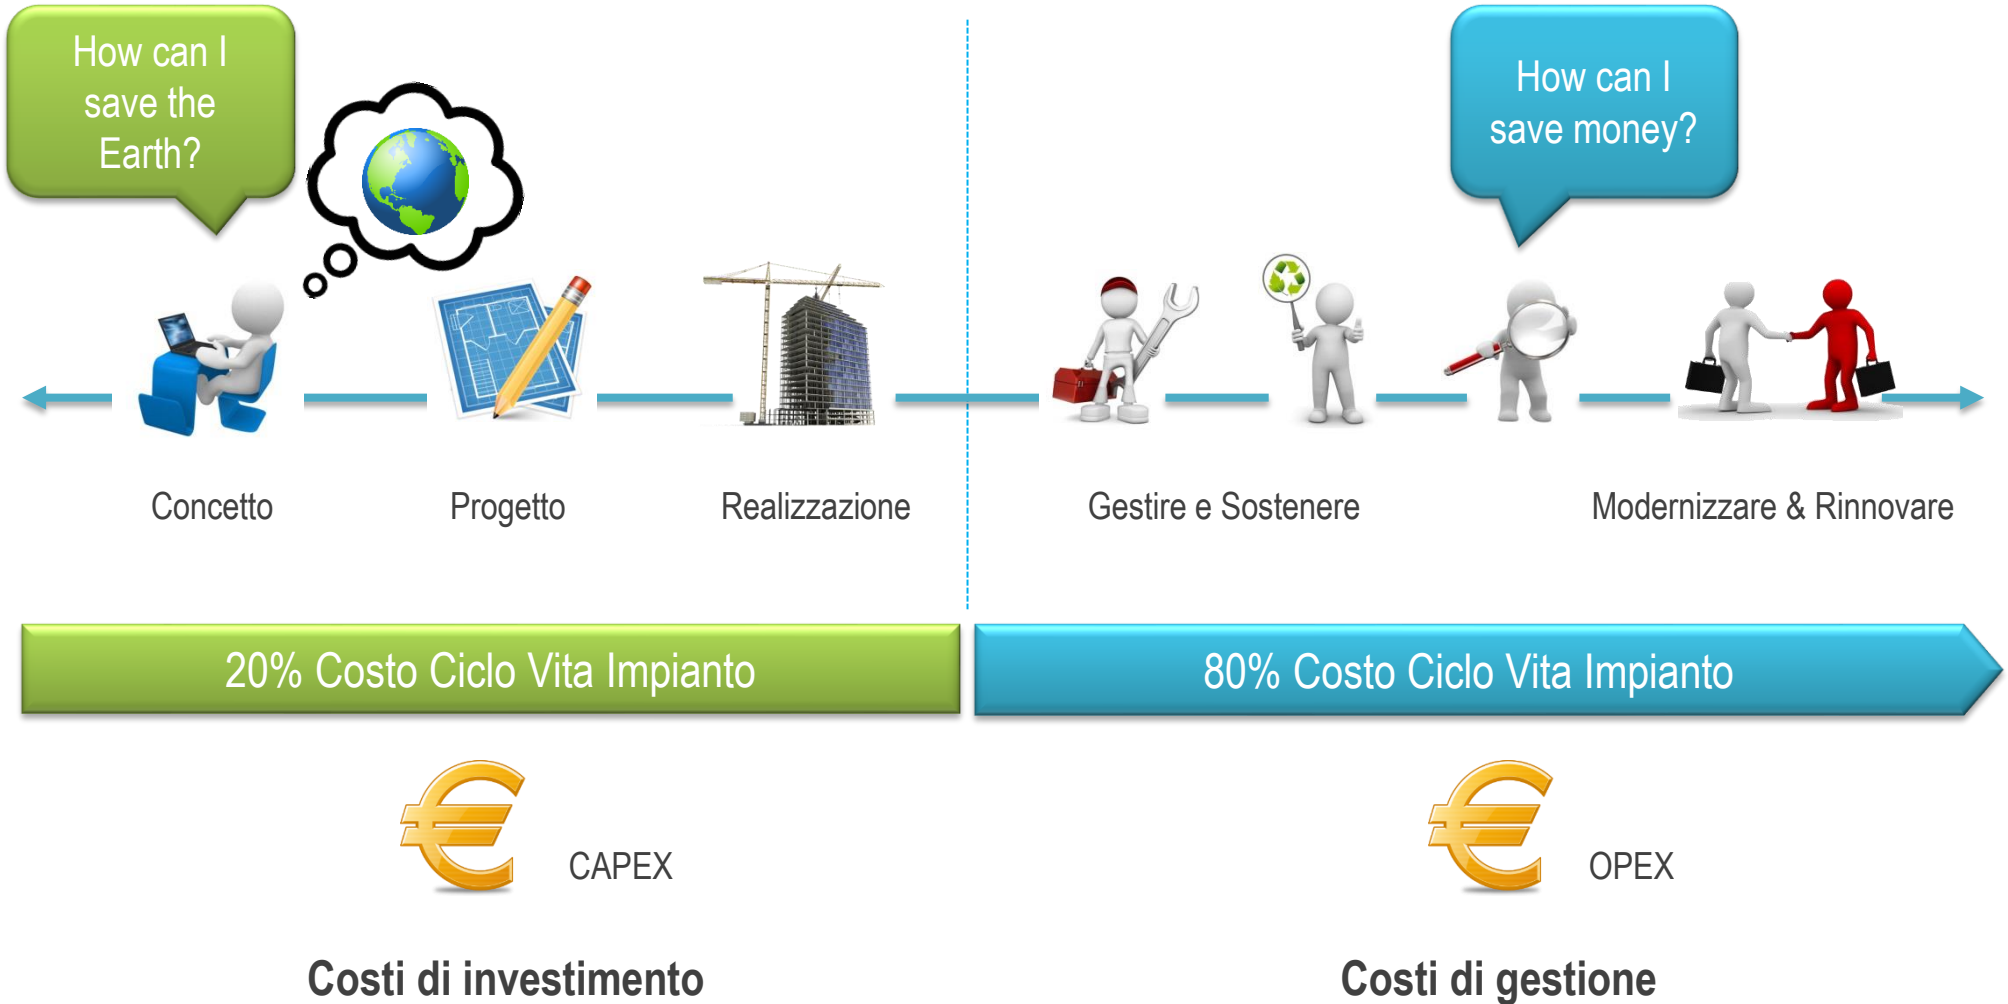 How can I
save the
Earth?
How can I
save money?
Concetto
Progetto
Realizzazione
Gestire e Sostenere
Modernizzare & Rinnovare
20% Costo Ciclo Vita Impianto
80% Costo Ciclo Vita Impianto
€
CAPEX
€
OPEX
Costi di investimento
Costi di gestione